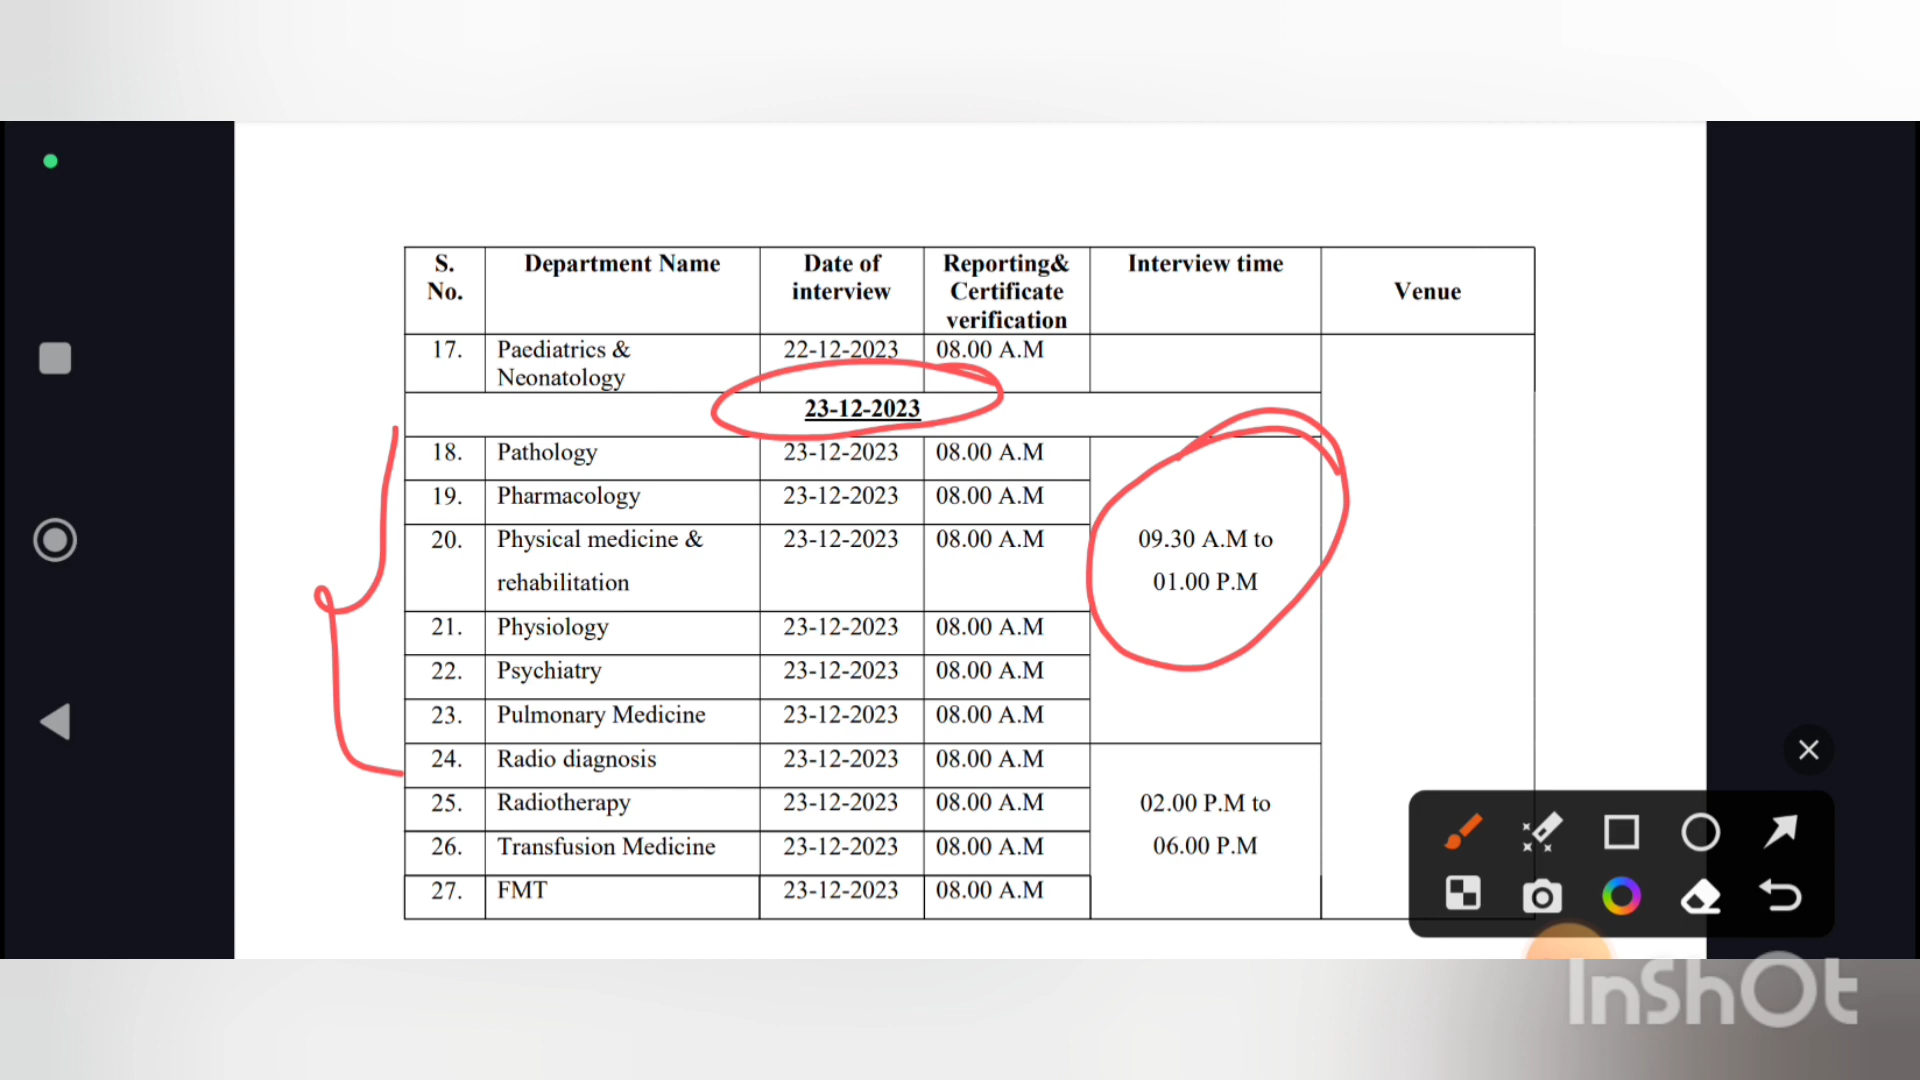 S. No. Department Name Date of interview Reporting& Certificate verification Interview time Venue
17. Paediatrics & Neonatology 22-12-2023 08.00 A.M
23-12-2023
18. Pathology 23-12-2023 08.00 A.M
19. Pharmacology 23-12-2023 08.00 A.M
20. Physical medicine & rehabilitation 23-12-2023 08.00 A.M 09.30 A.M to 01.00 P.M
21. Physiology 23-12-2023 08.00 A.M
22. Psychiatry 23-12-2023 08.00 A.M
23. Pulmonary Medicine 23-12-2023 08.00 A.M
24. Radio diagnosis 23-12-2023 08.00 A.M
25. Radiotherapy 23-12-2023 08.00 A.M 02.00 P.M to 06.00 P.M
26. Transfusion Medicine 23-12-2023 08.00 A.M
27. FMT 23-12-2023 08.00 A.M
InShOt